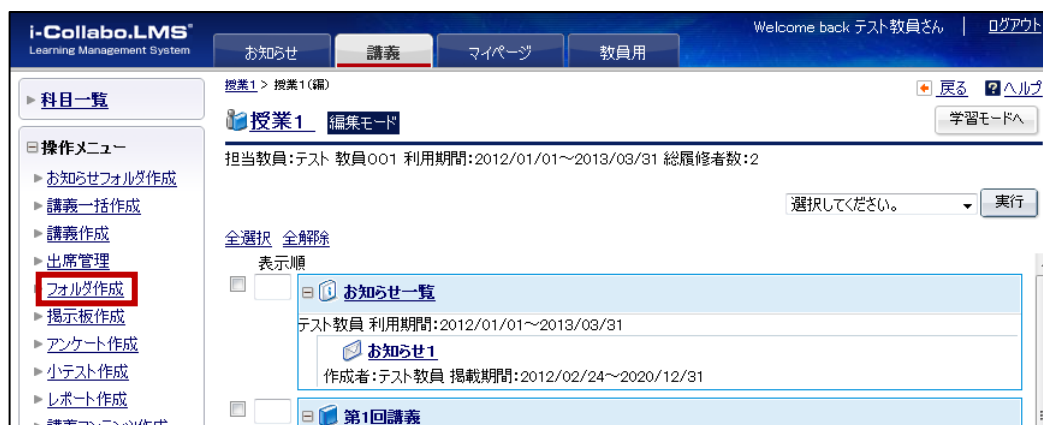 i-Collabo.LMS
Learning Management System
Welcome back テスト教員さん | ログアウト
お知らせ 講義 マイページ 教員用
科目一覧
操作メニュー
お知らせフォルダ作成
講義一括作成
講義作成
出席管理
フォルダ作成
掲示板作成
アンケート作成
小テスト作成
レポート作成
授業1 > 授業1(編)
戻る ヘルプ
授業1 編集モード
学習モードへ
担当教員:テスト 教員001 利用期間:2012/01/01～2013/03/31 総履修者数:2
選択してください。 実行
全選択 全解除
表示順
お知らせ一覧
テスト教員 利用期間:2012/01/01～2013/03/31
お知らせ1
作成者:テスト教員 掲載期間:2012/02/24～2020/12/31
第1回講義